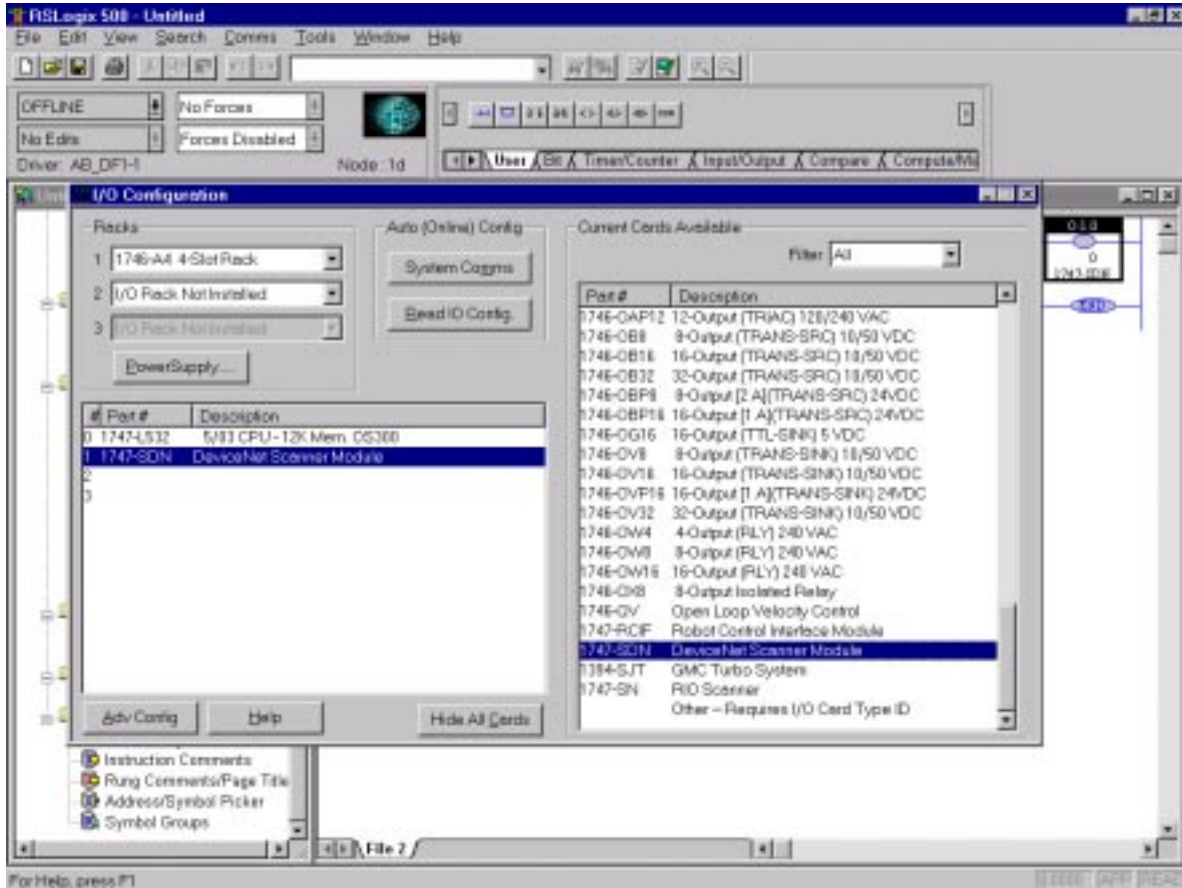 RSLogix 500 - Untitled
File Edit View Search Comms Tools Window Help
OFFLINE No Forces
No Edits Forces Disabled
Driver: AB_DF1-1 Node: 1d
User Bit Timer/Counter Input/Output Compare
I/O Configuration
Racks
1 1746-A4 4-Slot Rack
2 I/O Rack Not Installed
3 I/O Rack Not Installed
PowerSupply...
Auto (Online) Config
System Comms
Read IO Config.
Current Cards Available
Filter All
Part # Description
1746-OAP12 12-Output (TRIAC) 120/240 VAC
1746-OB8 8-Output (TRANS-SRC) 10/50 VDC
1746-OB16 16-Output (TRANS-SRC) 10/50 VDC
1746-OB32 32-Output (TRANS-SRC) 10/50 VDC
1746-OBP8 8-Output [2 A](TRANS-SRC) 24VDC
1746-OBP16 16-Output [1 A](TRANS-SRC) 24VDC
1746-OG16 16-Output (TTL-SINK) 5 VDC
1746-OV8 8-Output (TRANS-SINK) 10/50 VDC
1746-OV16 16-Output (TRANS-SINK) 10/50 VDC
1746-OVP16 16-Output [1 A](TRANS-SINK) 24VDC
1746-OV32 32-Output (TRANS-SINK) 10/50 VDC
1746-OW4 4-Output (RLY) 240 VAC
1746-OW8 8-Output (RLY) 240 VAC
1746-OW16 16-Output (RLY) 240 VAC
1746-OX8 8-Output Isolated Relay
1746-QV Open Loop Velocity Control
1747-RCIF Robot Control Interface Module
1747-SDN DeviceNet Scanner Module
1394-SJT GMC Turbo System
1747-SN RIO Scanner
Other -- Requires I/O Card Type ID
# Part # Description
0 1747-L532 5/03 CPU - 12K Mem. OS300
1 1747-SDN DeviceNet Scanner Module
2
3
Adv Config Help Hide All Cards
O:1.0
0
1747-SDN
END
Instruction Comments
Rung Comments/Page Title
Address/Symbol Picker
Symbol Groups
File 2
For Help, press F1
APP READ